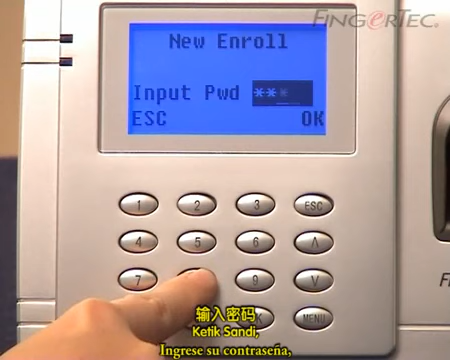 FINGERTEC.
New Enroll
Input Pwd ***
ESC OK
1 2 3 ESC
4 5 6
7 9
MENU
输入密码
Ketik Sandi,
Ingrese su contraseña,